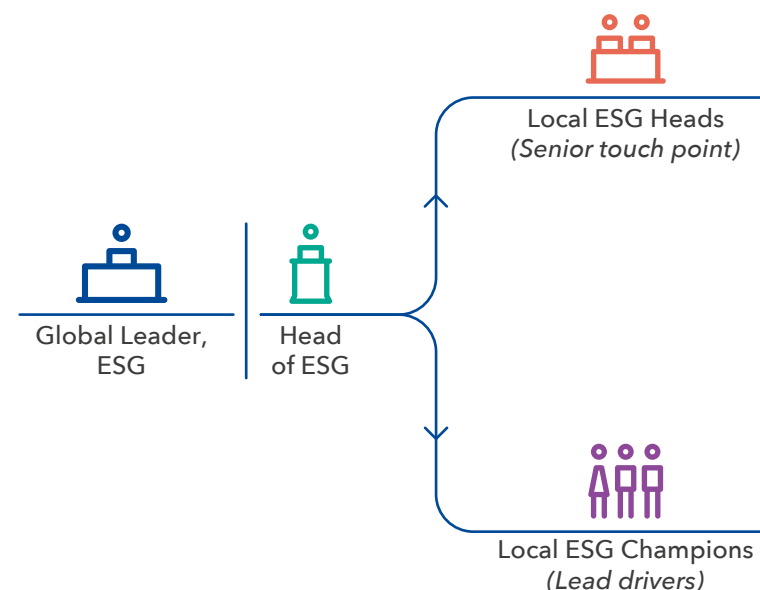 Local ESG Heads
(Senior touch point)
Global Leader,
ESG
Head
of ESG
Local ESG Champions
(Lead drivers)